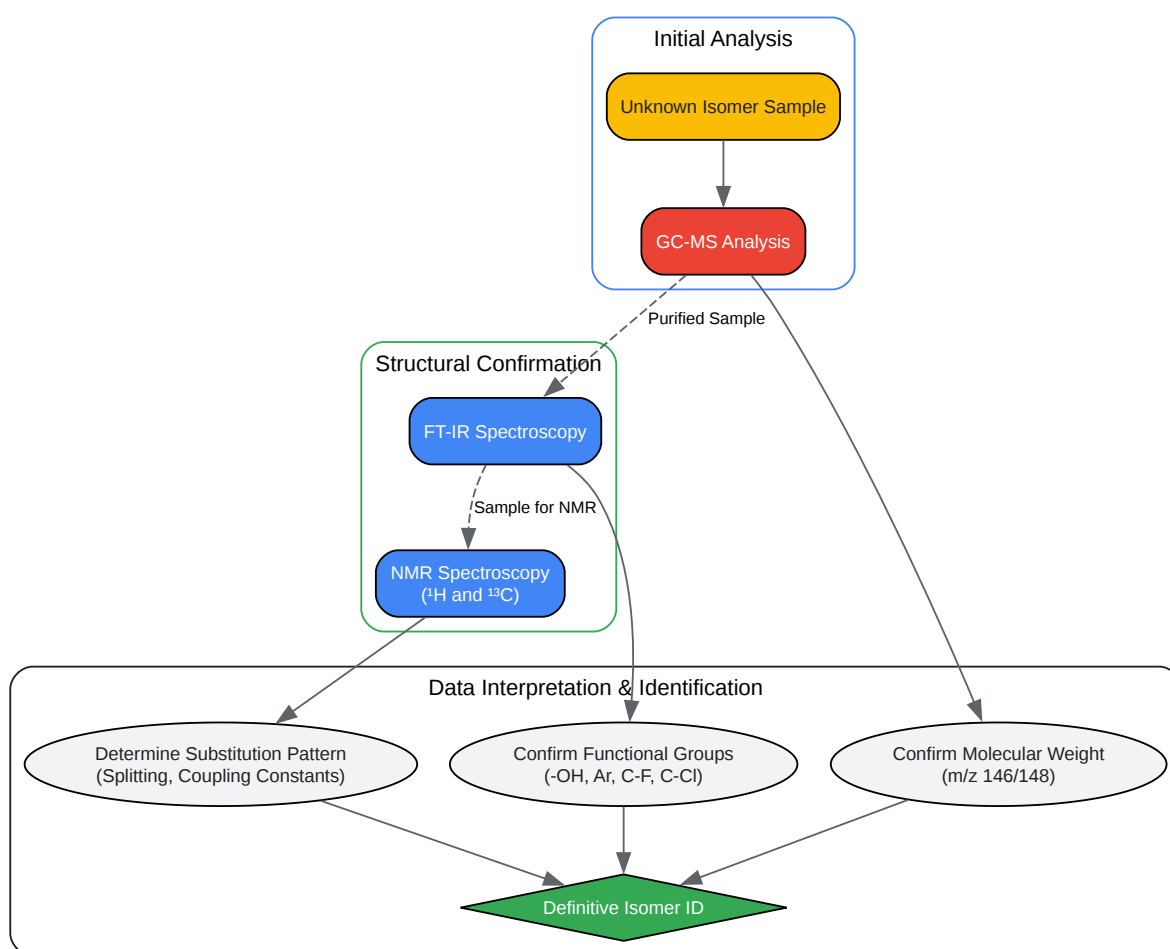 Initial Analysis
Unknown Isomer Sample
GC-MS Analysis
Purified Sample
Structural Confirmation
FT-IR Spectroscopy
Sample for NMR
NMR Spectroscopy
(¹H and ¹³C)
Data Interpretation & Identification
Determine Substitution Pattern
(Splitting, Coupling Constants)
Confirm Functional Groups
(-OH, Ar, C-F, C-Cl)
Confirm Molecular Weight
(m/z 146/148)
Definitive Isomer ID